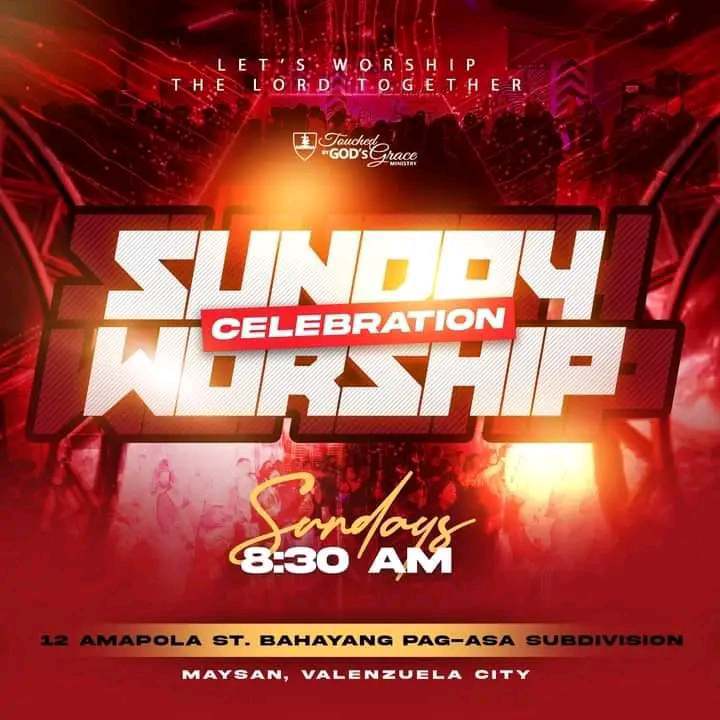 LET'S WORSHIP
THE LORD TOGETHER
Touched
BY GOD's Grace
MINISTRY
SUNDAY
CELEBRATION
WORSHIP
Sundays
8:30 AM
12 AMAPOLA ST. BAHAYANG PAG-ASA SUBDIVISION
MAYSAN, VALENZUELA CITY